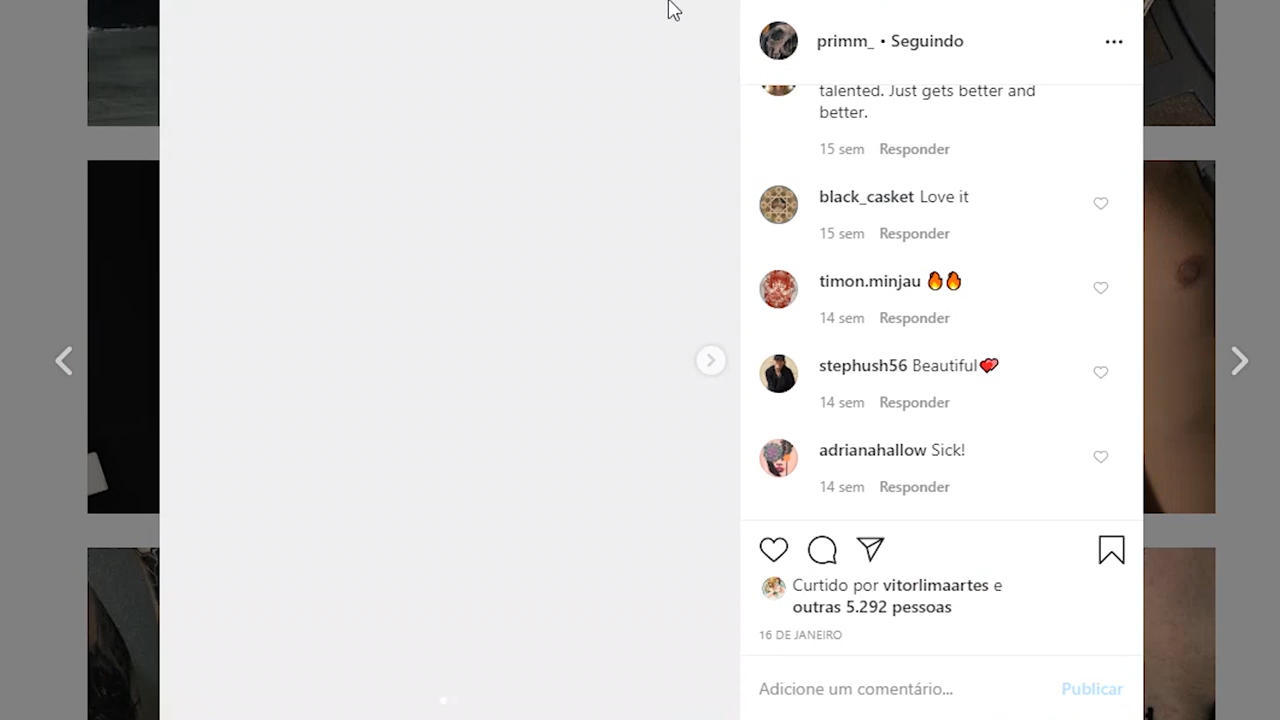 primm_ • Seguindo
talented. Just gets better and
better.
15 sem Responder
black_casket Love it
15 sem Responder
timon.minjau 🔥🔥
14 sem Responder
stephush56 Beautiful💕
14 sem Responder
adrianahallow Sick!
14 sem Responder
Curtido por vitorlimaartes e
outras 5.292 pessoas
16 DE JANEIRO
Adicione um comentário... Publicar